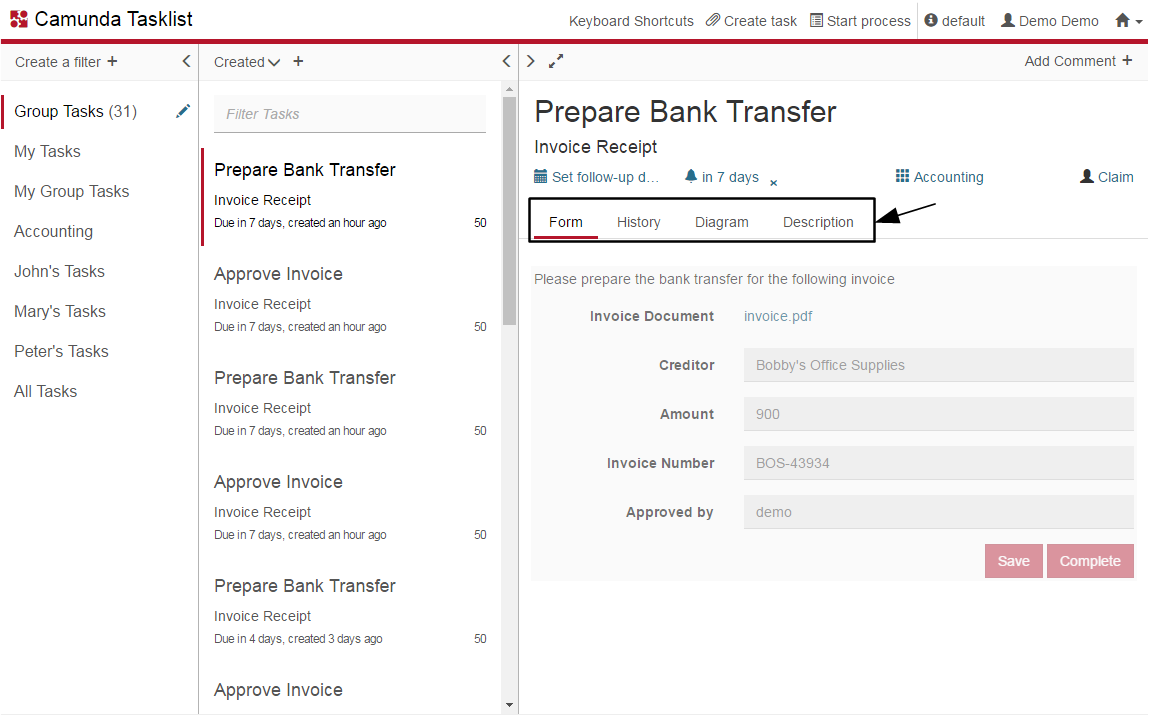 Camunda Tasklist
Keyboard Shortcuts Create task Start process default Demo Demo
Create a filter +
Group Tasks (31)
My Tasks
My Group Tasks
Accounting
John's Tasks
Mary's Tasks
Peter's Tasks
All Tasks
Created +
Filter Tasks
Prepare Bank Transfer
Invoice Receipt
Due in 7 days, created an hour ago 50
Approve Invoice
Invoice Receipt
Due in 7 days, created an hour ago 50
Prepare Bank Transfer
Invoice Receipt
Due in 7 days, created an hour ago 50
Approve Invoice
Invoice Receipt
Due in 7 days, created an hour ago 50
Prepare Bank Transfer
Invoice Receipt
Due in 4 days, created 3 days ago 50
Approve Invoice
Add Comment +
Prepare Bank Transfer
Invoice Receipt
Set follow-up d... in 7 days × Accounting Claim
Form History Diagram Description
Please prepare the bank transfer for the following invoice
Invoice Document invoice.pdf
Creditor Bobby's Office Supplies
Amount 900
Invoice Number BOS-43934
Approved by demo
Save Complete